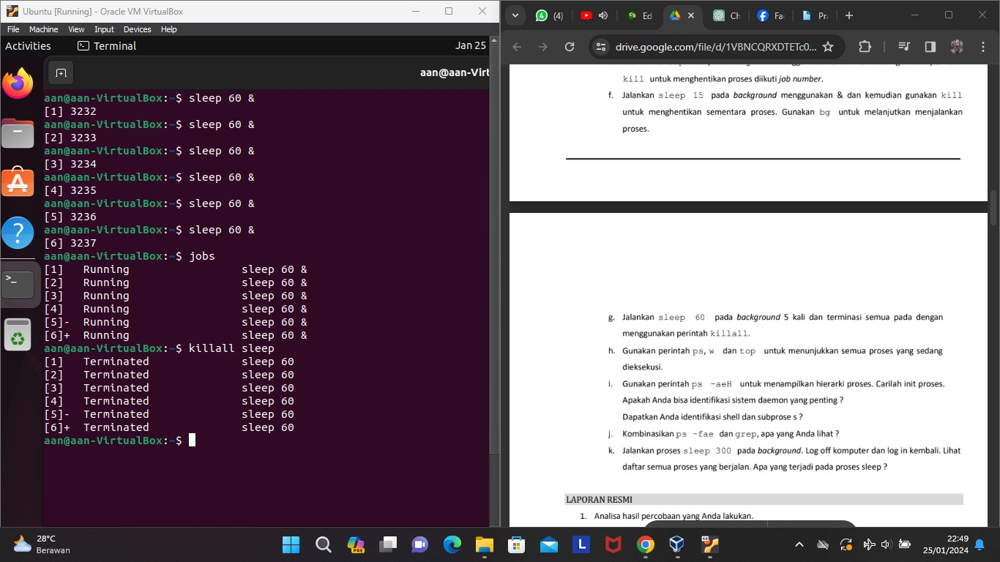 Ubuntu [Running] - Oracle VM VirtualBox
File Machine View Input Devices Help
Activities Terminal Jan 25
aan@aan-Virt
aan@aan-VirtualBox:~$ sleep 60 &
[1] 3232
aan@aan-VirtualBox:~$ sleep 60 &
[2] 3233
aan@aan-VirtualBox:~$ sleep 60 &
[3] 3234
aan@aan-VirtualBox:~$ sleep 60 &
[4] 3235
aan@aan-VirtualBox:~$ sleep 60 &
[5] 3236
aan@aan-VirtualBox:~$ sleep 60 &
[6] 3237
aan@aan-VirtualBox:~$ jobs
[1] Running sleep 60 &
[2] Running sleep 60 &
[3] Running sleep 60 &
[4] Running sleep 60 &
[5]- Running sleep 60 &
[6]+ Running sleep 60 &
aan@aan-VirtualBox:~$ killall sleep
[1] Terminated sleep 60
[2] Terminated sleep 60
[3] Terminated sleep 60
[4] Terminated sleep 60
[5]- Terminated sleep 60
[6]+ Terminated sleep 60
aan@aan-VirtualBox:~$
(4) Ed Ch Fa Pra
drive.google.com/file/d/1VBNCQRXDTETc0...
kill untuk menghentikan proses diikuti job number.
f. Jalankan sleep 15 pada background menggunakan & dan kemudian gunakan kill
untuk menghentikan sementara proses. Gunakan bg untuk melanjutkan menjalankan
proses.
g. Jalankan sleep 60 pada background 5 kali dan terminasi semua pada dengan
menggunakan perintah killall.
h. Gunakan perintah ps, w dan top untuk menunjukkan semua proses yang sedang
dieksekusi.
i. Gunakan perintah ps -aeH untuk menampilkan hierarki proses. Carilah init proses.
Apakah Anda bisa identifikasi sistem daemon yang penting ?
Dapatkan Anda identifikasi shell dan subprose s ?
j. Kombinasikan ps -fae dan grep, apa yang Anda lihat ?
k. Jalankan proses sleep 300 pada background. Log off komputer dan log in kembali. Lihat
daftar semua proses yang berjalan. Apa yang terjadi pada proses sleep ?
LAPORAN RESMI
1. Analisa hasil percobaan yang Anda lakukan.
28°C
Berawan
PRE
L
22:49
25/01/2024